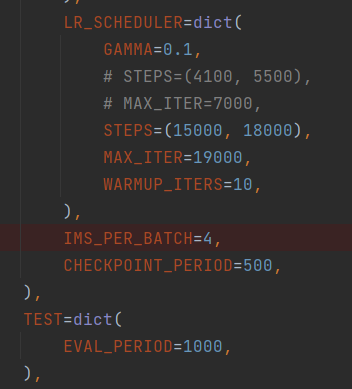 ),
LR_SCHEDULER=dict(
GAMMA=0.1,
# STEPS=(4100, 5500),
# MAX_ITER=7000,
STEPS=(15000, 18000),
MAX_ITER=19000,
WARMUP_ITERS=10,
),
IMS_PER_BATCH=4,
CHECKPOINT_PERIOD=500,
),
TEST=dict(
EVAL_PERIOD=1000,
),